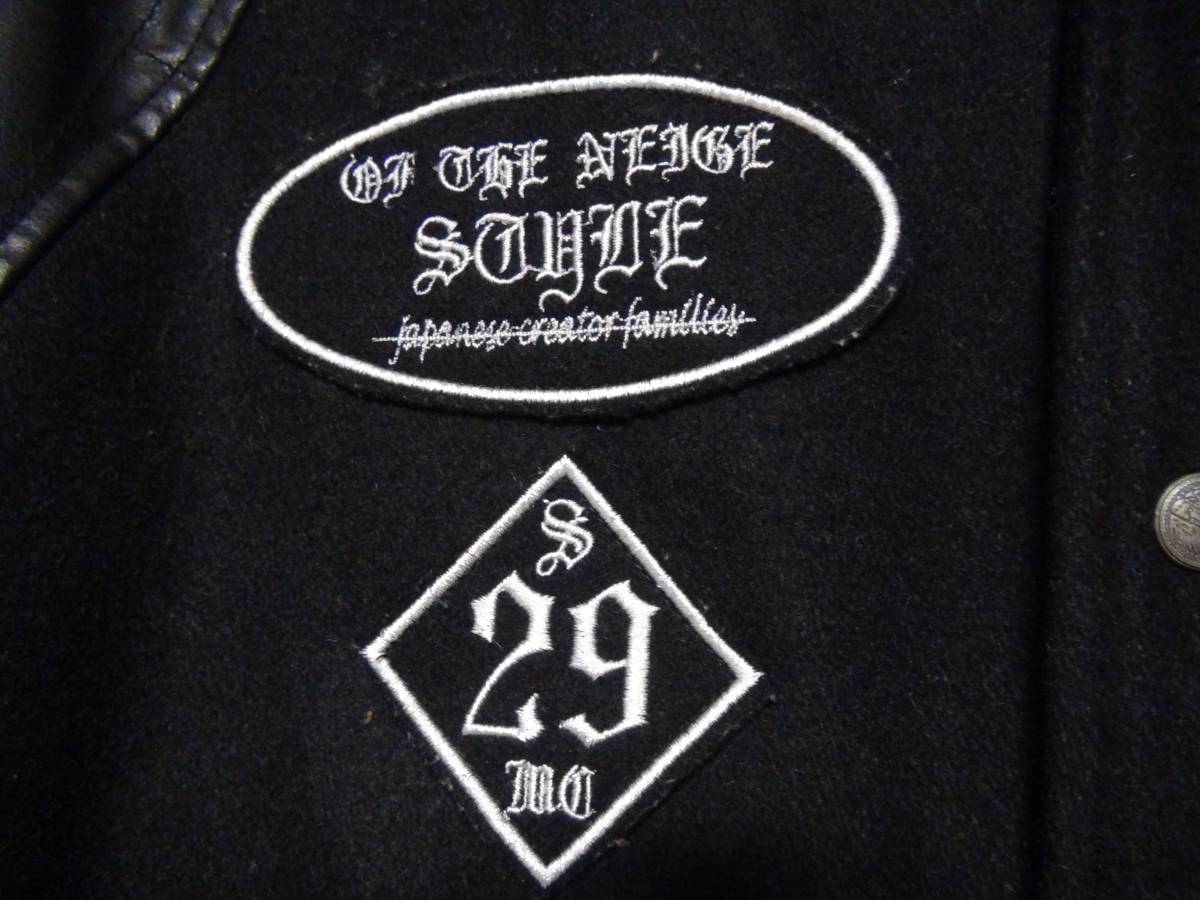 OF THE NEIGE
STYLE
japanese creator families
S
29
MC